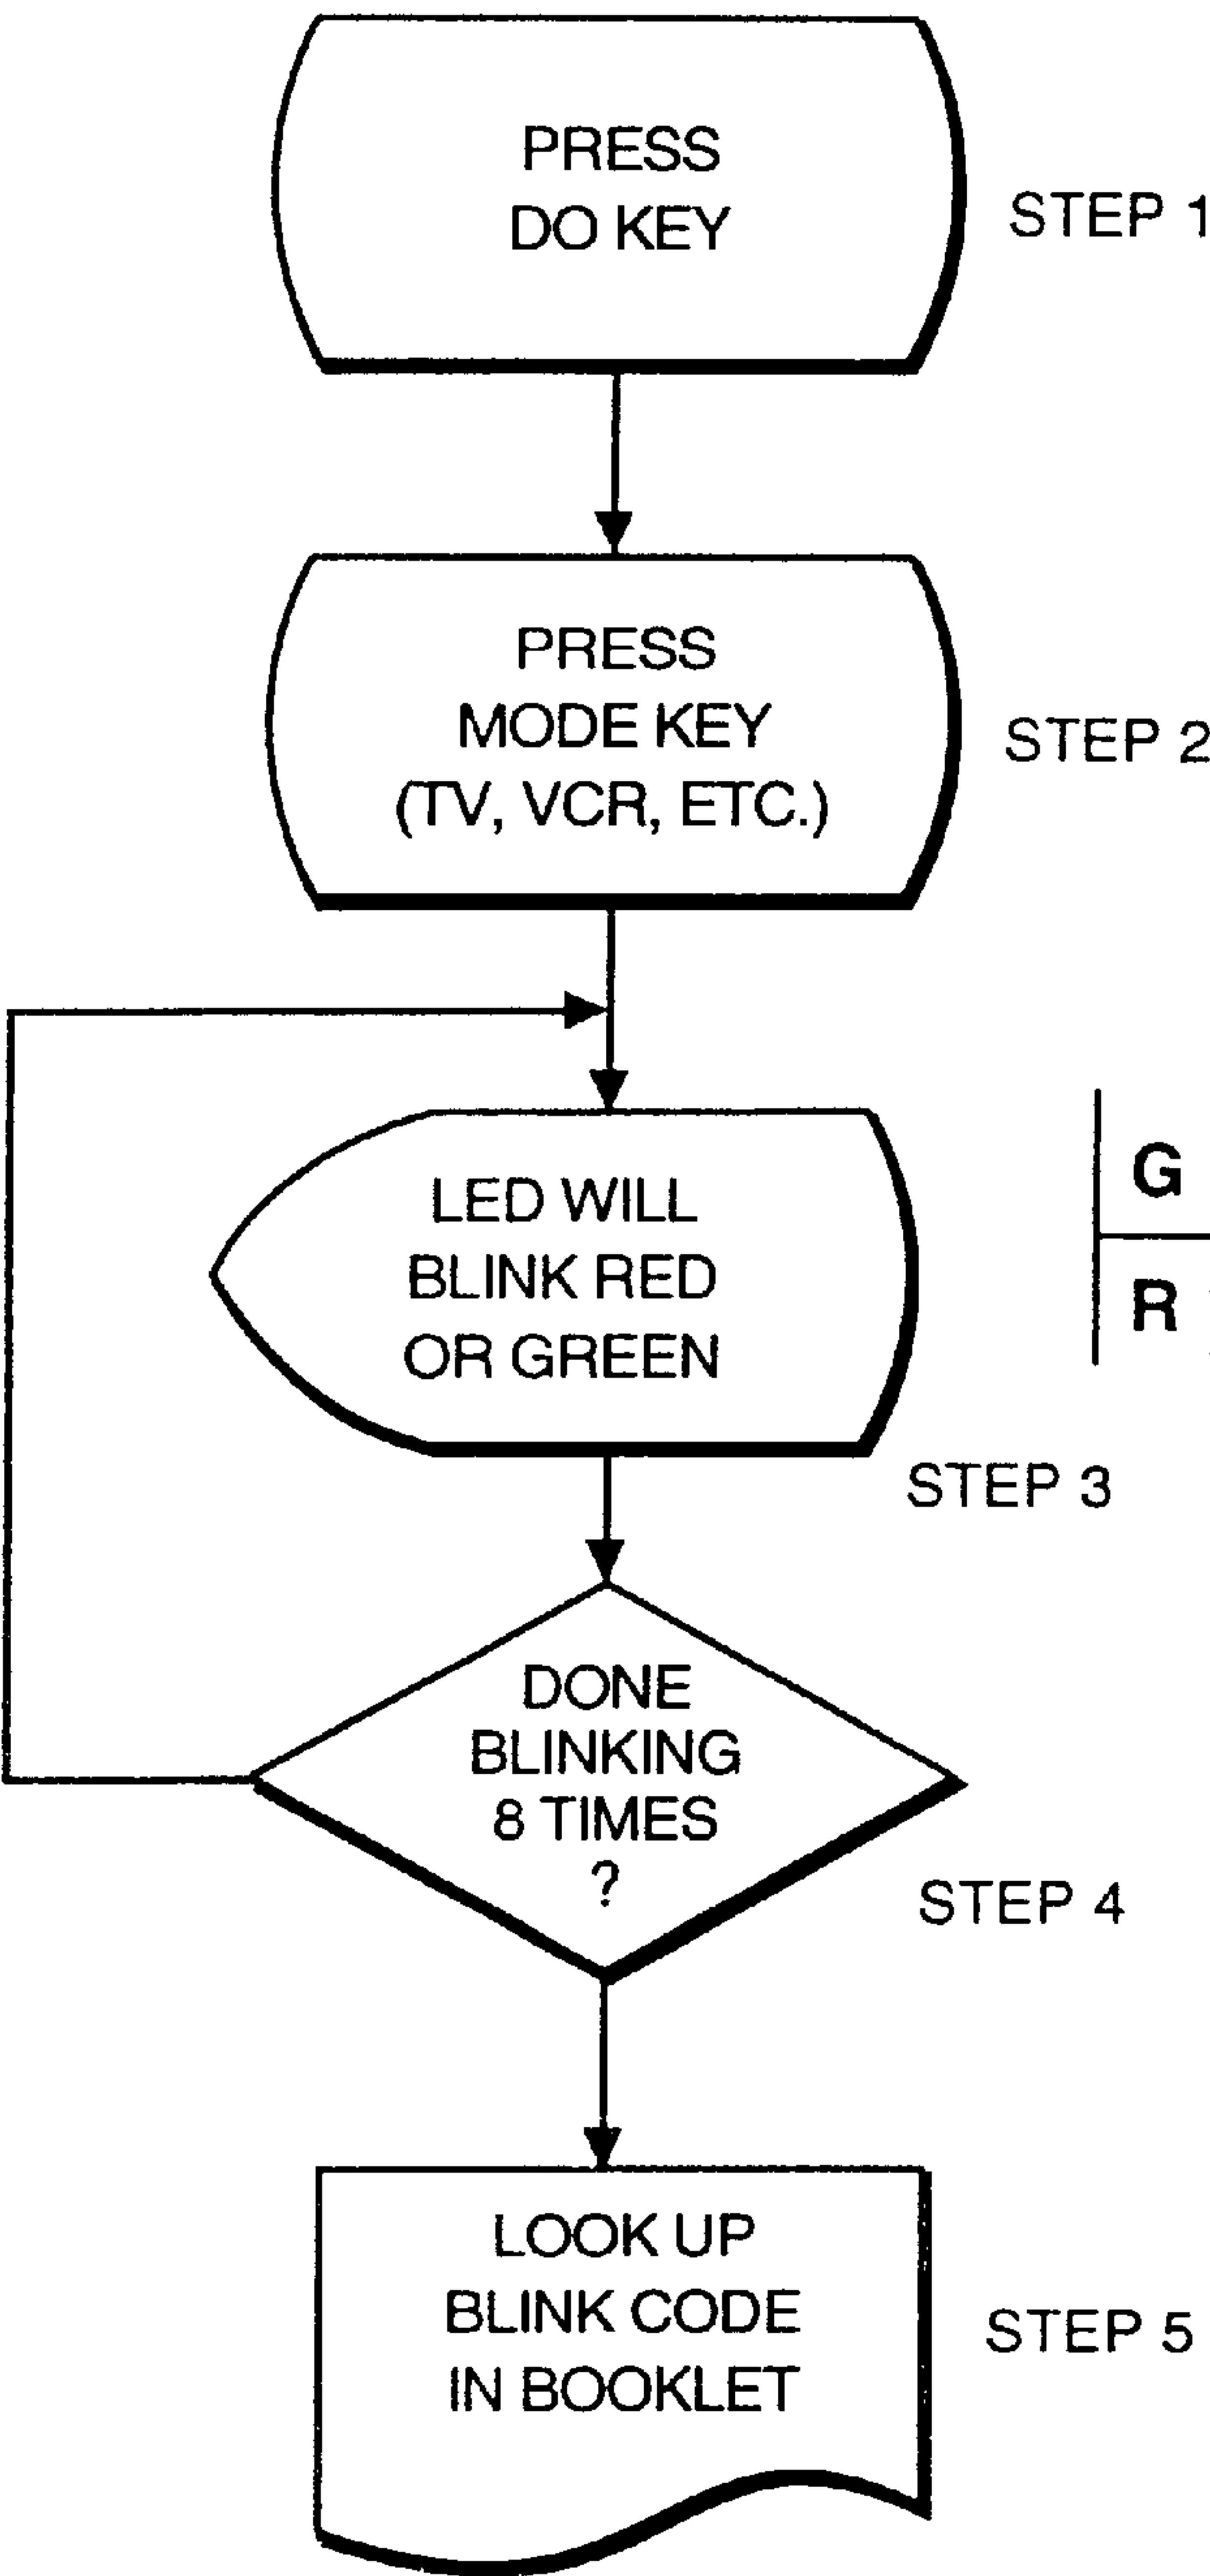 PRESS
DO KEY
STEP 1
PRESS
MODE KEY
(TV, VCR, ETC.)
STEP 2
LED WILL
BLINK RED
OR GREEN
G
R
STEP 3
DONE
BLINKING
8 TIMES
?
STEP 4
LOOK UP
BLINK CODE
IN BOOKLET
STEP 5